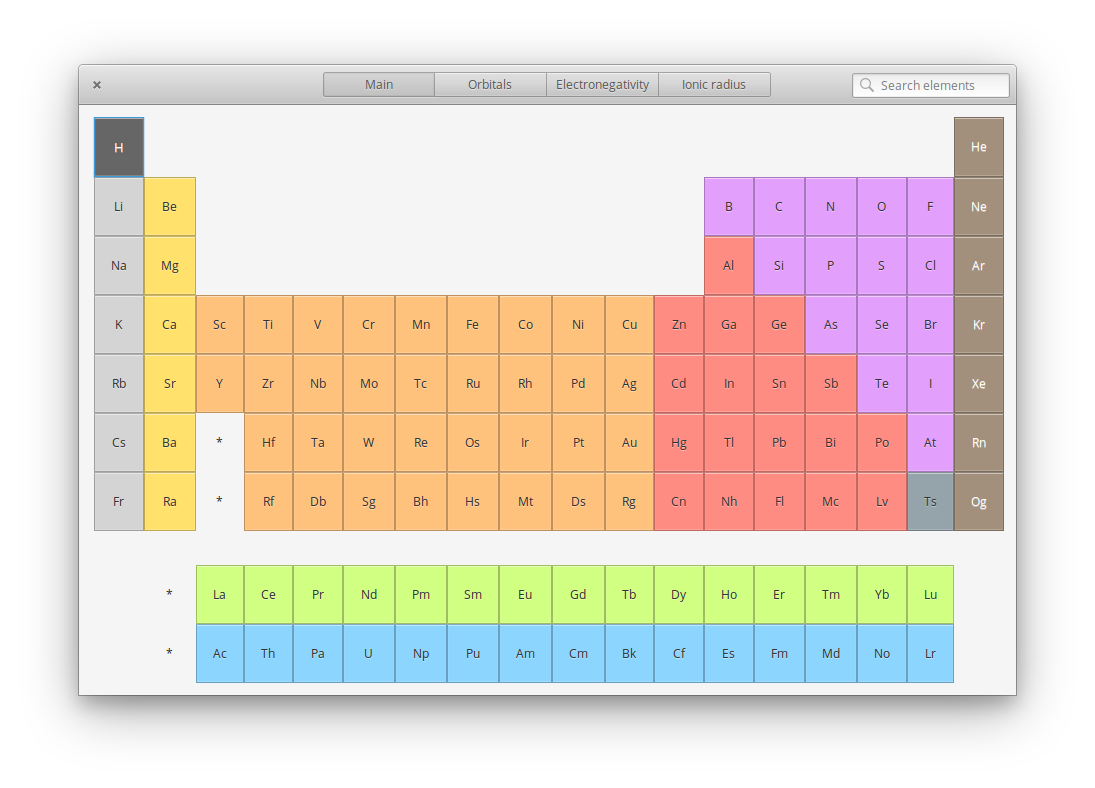 × Main Orbitals Electronegativity Ionic radius Search elements
H He
Li Be B C N O F Ne
Na Mg Al Si P S Cl Ar
K Ca Sc Ti V Cr Mn Fe Co Ni Cu Zn Ga Ge As Se Br Kr
Rb Sr Y Zr Nb Mo Tc Ru Rh Pd Ag Cd In Sn Sb Te I Xe
Cs Ba * Hf Ta W Re Os Ir Pt Au Hg Tl Pb Bi Po At Rn
Fr Ra * Rf Db Sg Bh Hs Mt Ds Rg Cn Nh Fl Mc Lv Ts Og
* La Ce Pr Nd Pm Sm Eu Gd Tb Dy Ho Er Tm Yb Lu
* Ac Th Pa U Np Pu Am Cm Bk Cf Es Fm Md No Lr